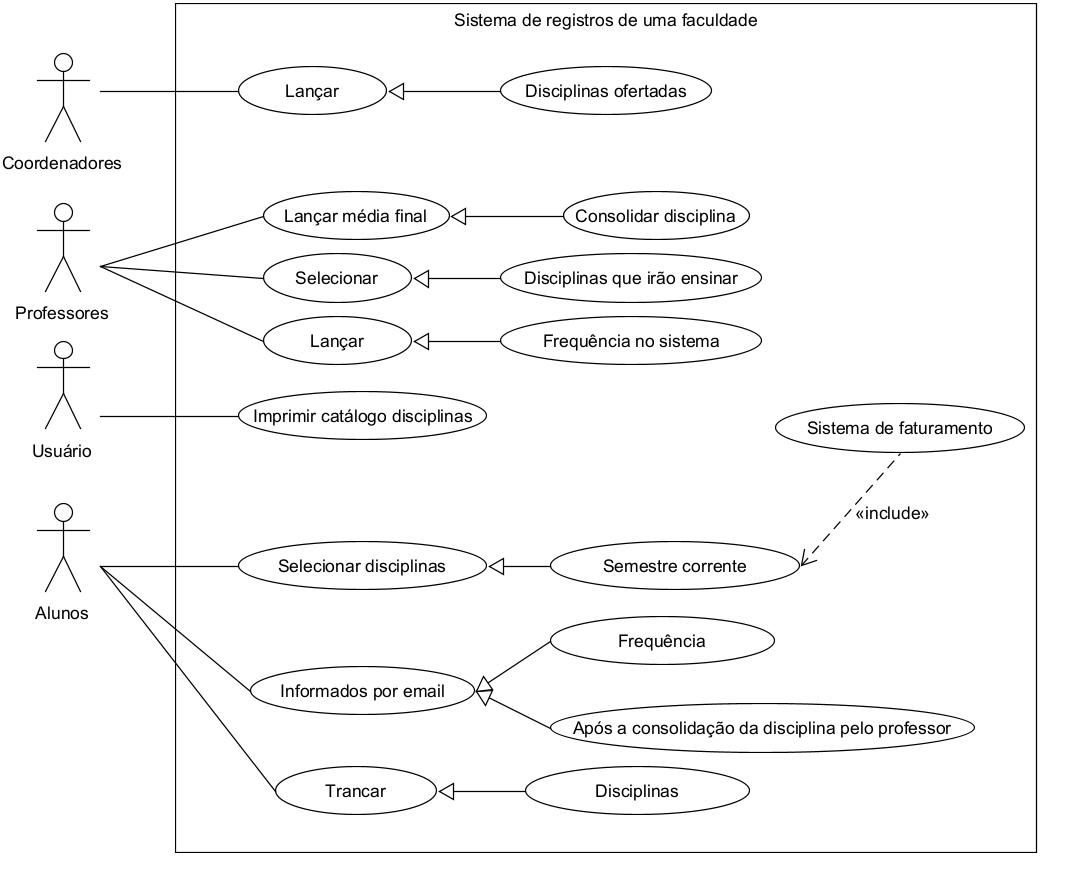 Sistema de registros de uma faculdade
Coordenadores
Lançar
Disciplinas ofertadas
Professores
Lançar média final
Consolidar disciplina
Selecionar
Disciplinas que irão ensinar
Lançar
Frequência no sistema
Usuário
Imprimir catálogo disciplinas
Sistema de faturamento
«include»
Alunos
Selecionar disciplinas
Semestre corrente
Informados por email
Frequência
Após a consolidação da disciplina pelo professor
Trancar
Disciplinas